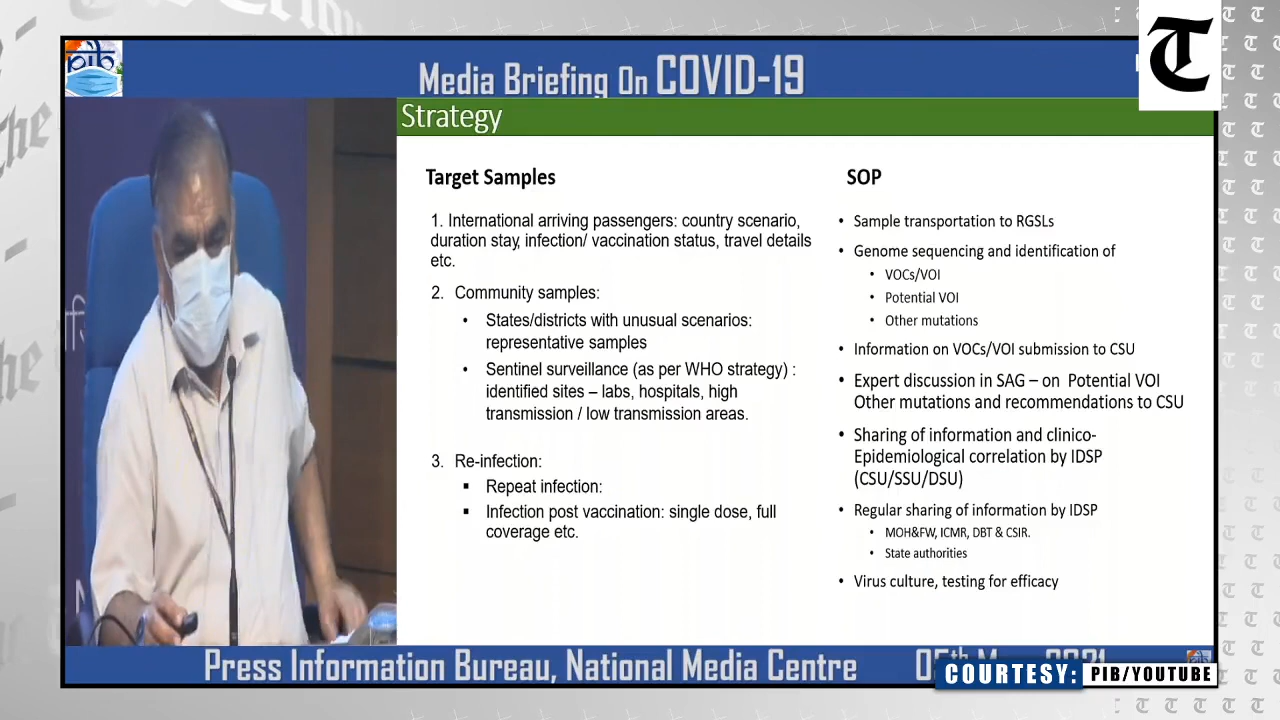 pib
Media Briefing On COVID-19
Strategy
Target Samples
1. International arriving passengers: country scenario,
duration stay, infection/ vaccination status, travel details
etc.
2. Community samples:
• States/districts with unusual scenarios:
representative samples
• Sentinel surveillance (as per WHO strategy) :
identified sites – labs, hospitals, high
transmission / low transmission areas.
3. Re-infection:
▪ Repeat infection:
▪ Infection post vaccination: single dose, full
coverage etc.
SOP
• Sample transportation to RGSLs
• Genome sequencing and identification of
• VOCs/VOI
• Potential VOI
• Other mutations
• Information on VOCs/VOI submission to CSU
• Expert discussion in SAG – on Potential VOI
Other mutations and recommendations to CSU
• Sharing of information and clinico-
Epidemiological correlation by IDSP
(CSU/SSU/DSU)
• Regular sharing of information by IDSP
• MOH&FW, ICMR, DBT & CSIR.
• State authorities
• Virus culture, testing for efficacy
Press Information Bureau, National Media Centre
COURTESY: PIB/YOUTUBE